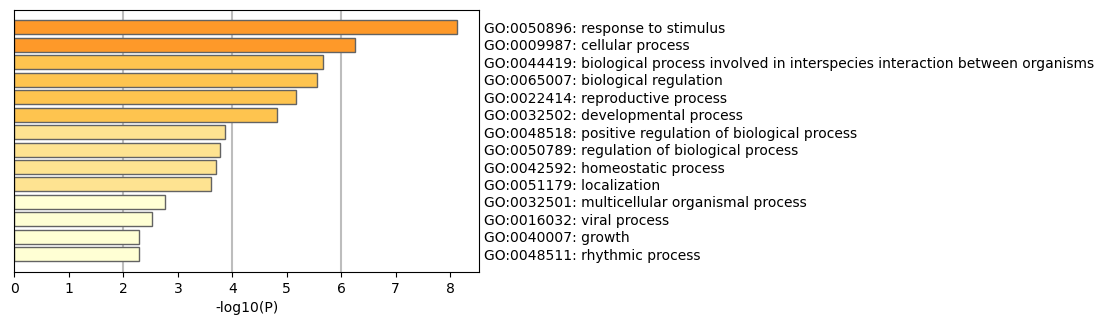 GO:0050896: response to stimulus
GO:0009987: cellular process
GO:0044419: biological process involved in interspecies interaction between organisms
GO:0065007: biological regulation
GO:0022414: reproductive process
GO:0032502: developmental process
GO:0048518: positive regulation of biological process
GO:0050789: regulation of biological process
GO:0042592: homeostatic process
GO:0051179: localization
GO:0032501: multicellular organismal process
GO:0016032: viral process
GO:0040007: growth
GO:0048511: rhythmic process
0 1 2 3 4 5 6 7 8
-log10(P)